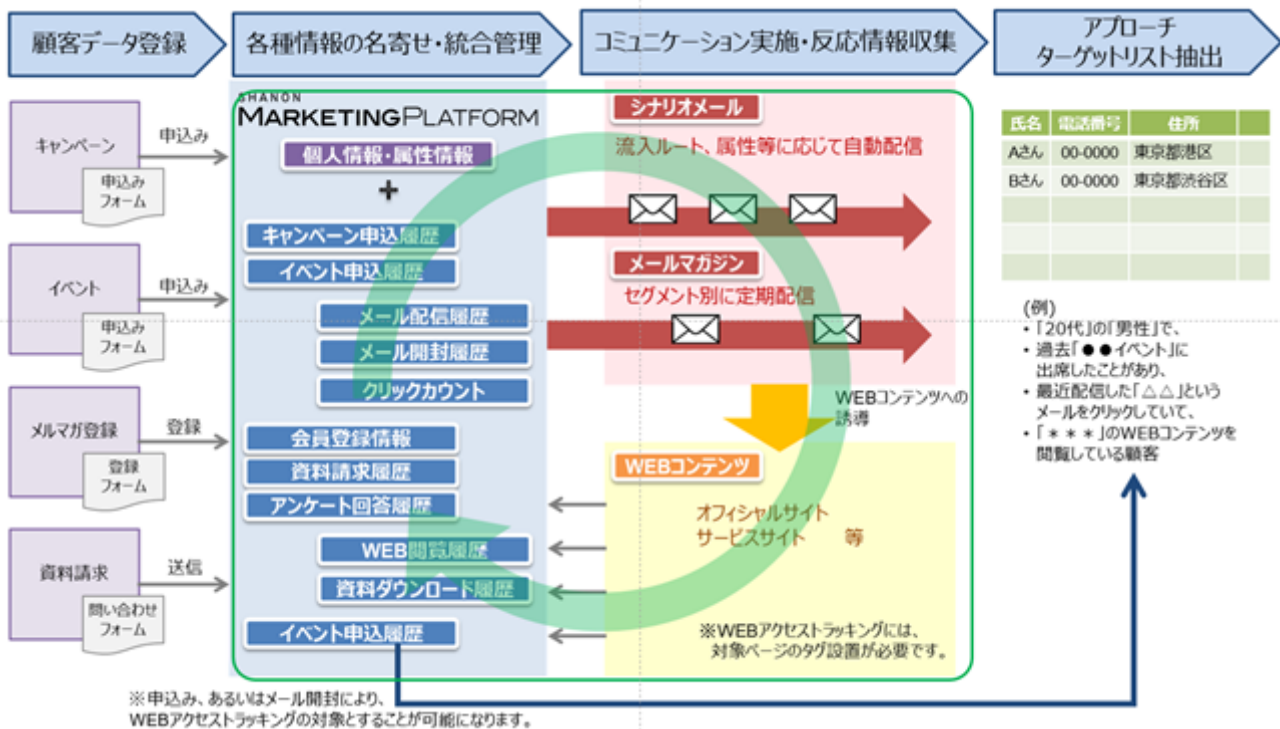 顧客データ登録
各種情報の名寄せ・統合管理
コミュニケーション実施・反応情報収集
アプローチ
ターゲットリスト抽出
キャンペーン
申込み
フォーム
申込み
イベント
申込み
フォーム
申込み
メルマガ登録
登録
フォーム
登録
資料請求
問い合わせ
フォーム
送信
SHANON
MARKETINGPLATFORM
個人情報・属性情報
+
キャンペーン申込履歴
イベント申込履歴
メール配信履歴
メール開封履歴
クリックカウント
会員登録情報
資料請求履歴
アンケート回答履歴
WEB閲覧履歴
資料ダウンロード履歴
イベント申込履歴
シナリオメール
流入ルート、属性等に応じて自動配信
メールマガジン
セグメント別に定期配信
WEBコンテンツへの
誘導
WEBコンテンツ
オフィシャルサイト
サービスサイト 等
※WEBアクセストラッキングには、
対象ページのタグ設置が必要です。
氏名 電話番号 住所
Aさん 00-0000 東京都港区
Bさん 00-0000 東京都渋谷区
(例)
・「20代」の「男性」で、
・過去「●●イベント」に
出席したことがあり、
・最近配信した「△△」という
メールをクリックしていて、
・「＊＊＊」のWEBコンテンツを
閲覧している顧客
※申込み、あるいはメール開封により、
WEBアクセストラッキングの対象とすることが可能になります。